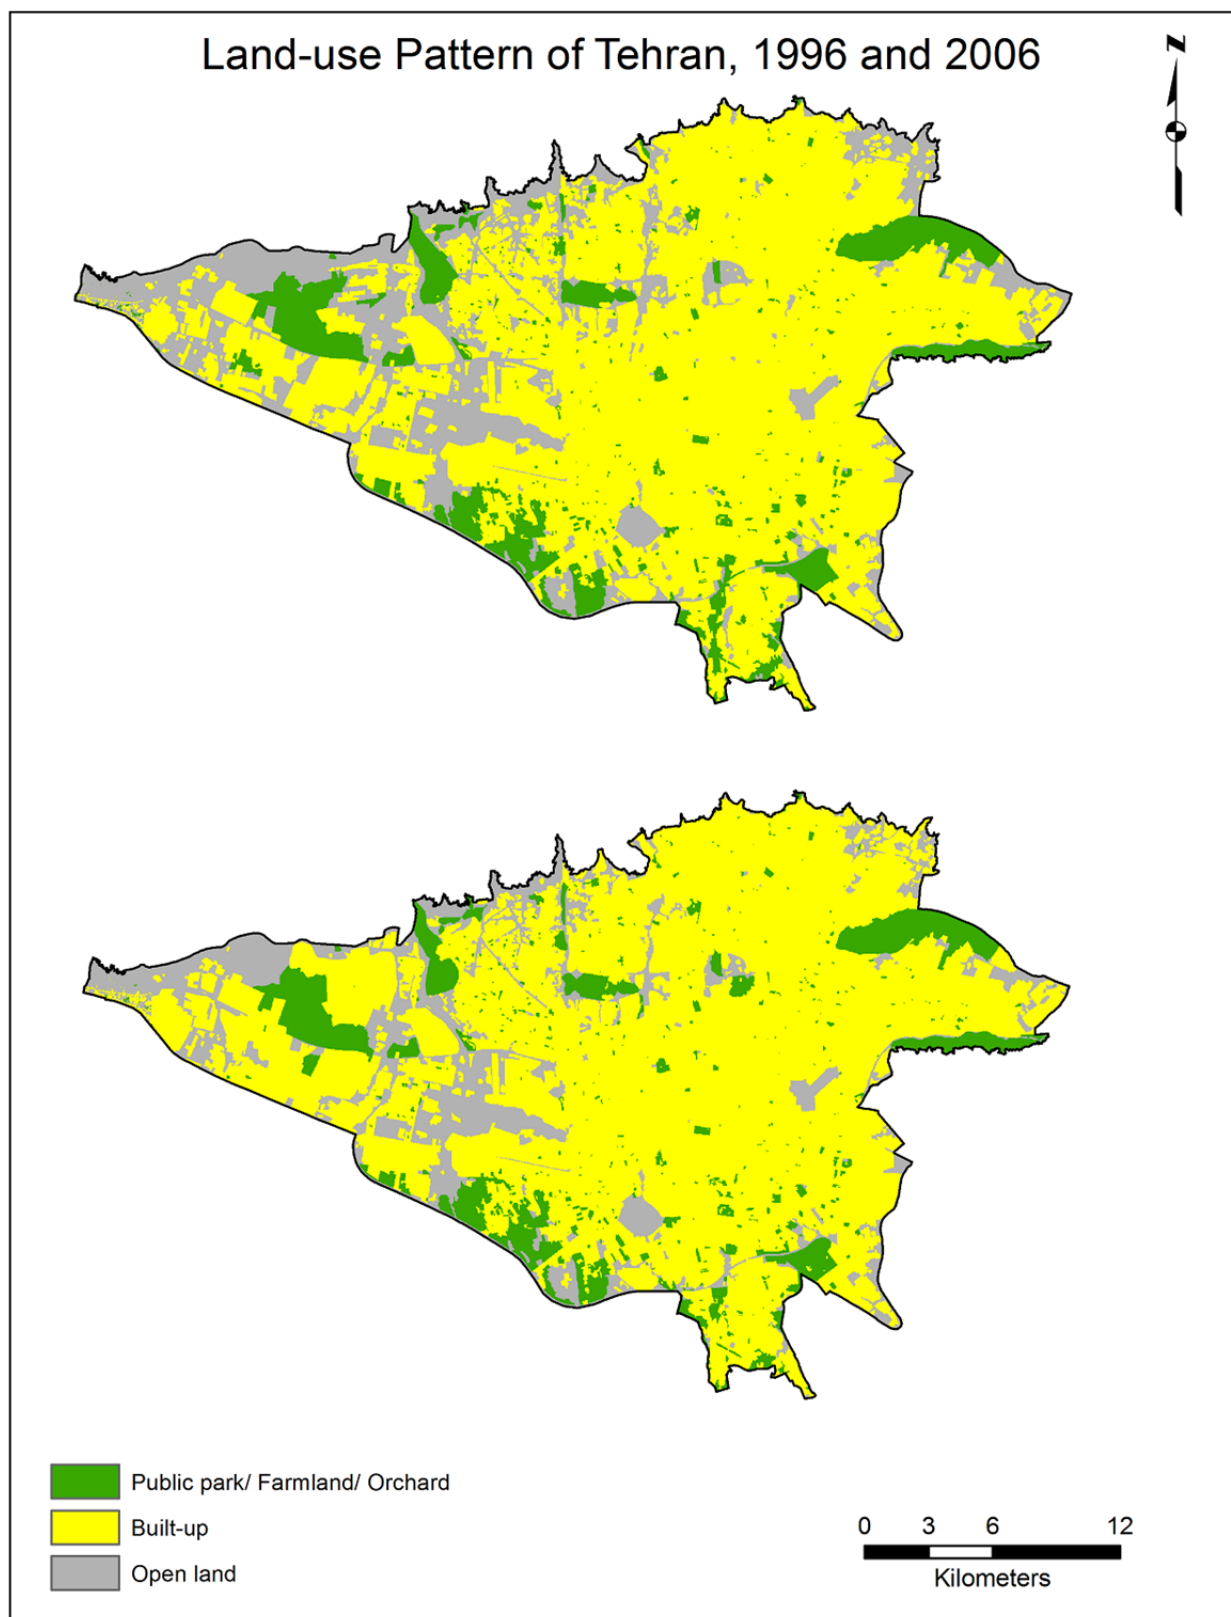 Land-use Pattern of Tehran, 1996 and 2006
N
Public park/ Farmland/ Orchard
Built-up
Open land
0 3 6 12
Kilometers